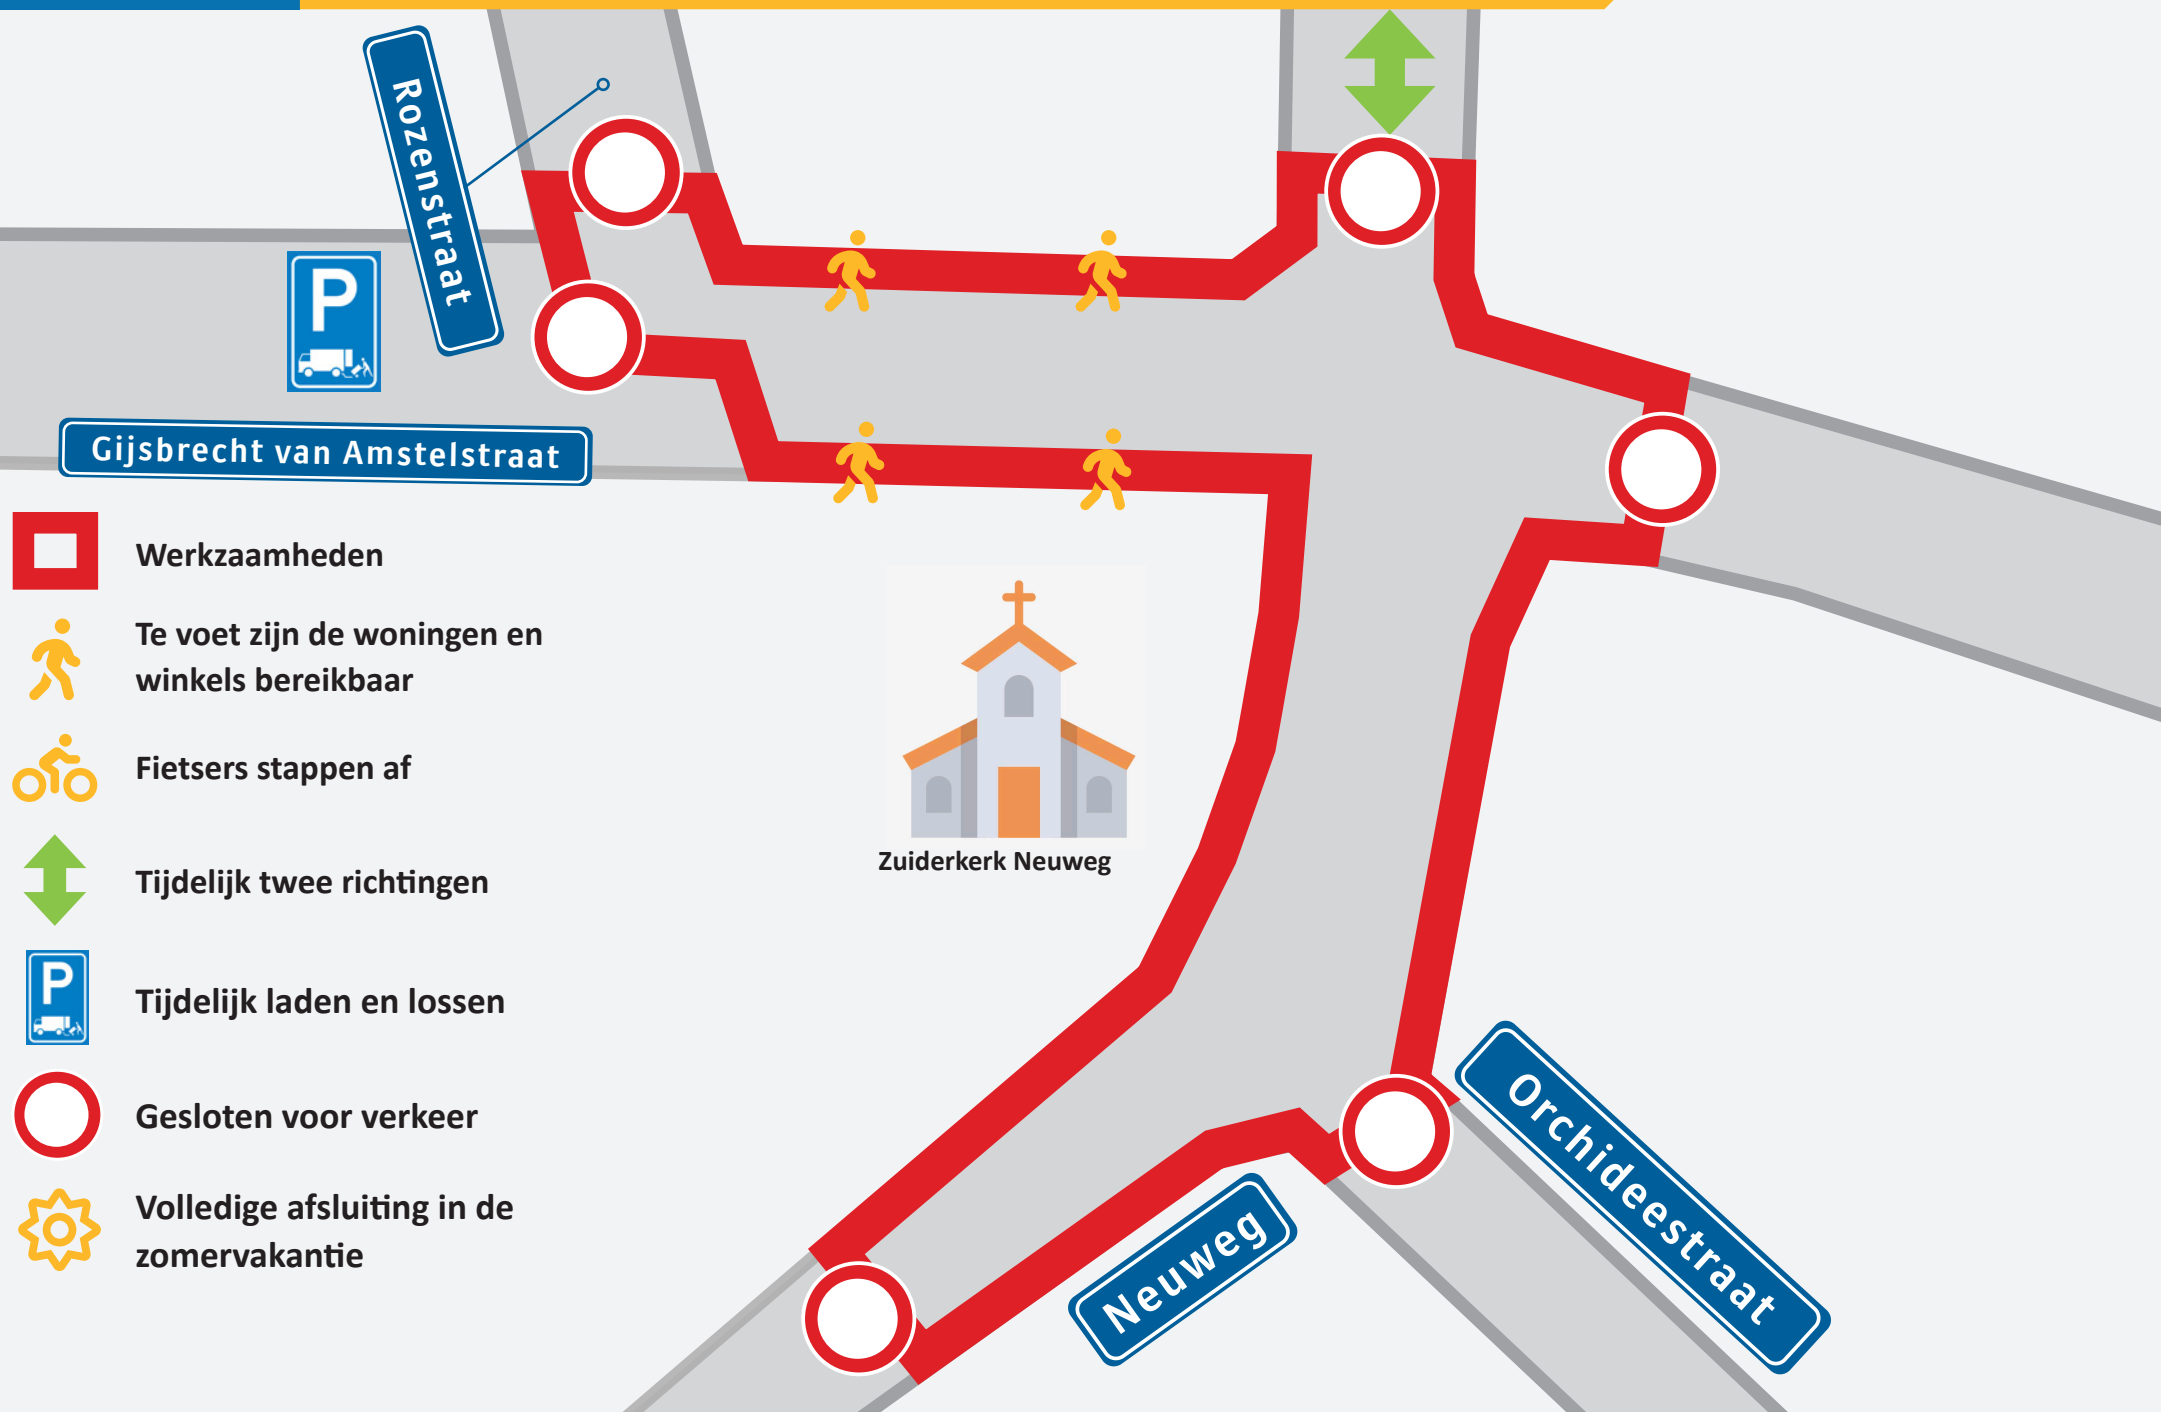 Rozenstraat
P
Gijsbrecht van Amstelstraat
Werkzaamheden
Te voet zijn de woningen en
winkels bereikbaar
Fietsers stappen af
Tijdelijk twee richtingen
P
Tijdelijk laden en lossen
Gesloten voor verkeer
Volledige afsluiting in de
zomervakantie
Zuiderkerk Neuweg
Neuweg
Orchideestraat